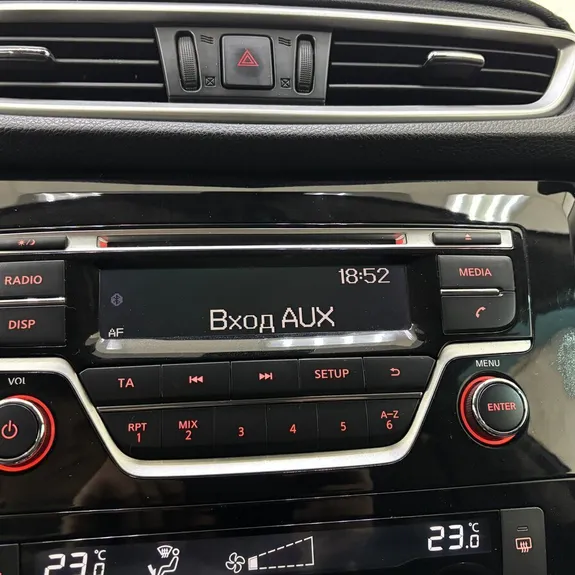 RADIO
MEDIA
DISP
18:52
Вход AUX
AF
VOL
TA
SETUP
MENU
RPT
1
MIX
2
3
4
5
A–Z
6
ENTER
23.0°C
23.0°C